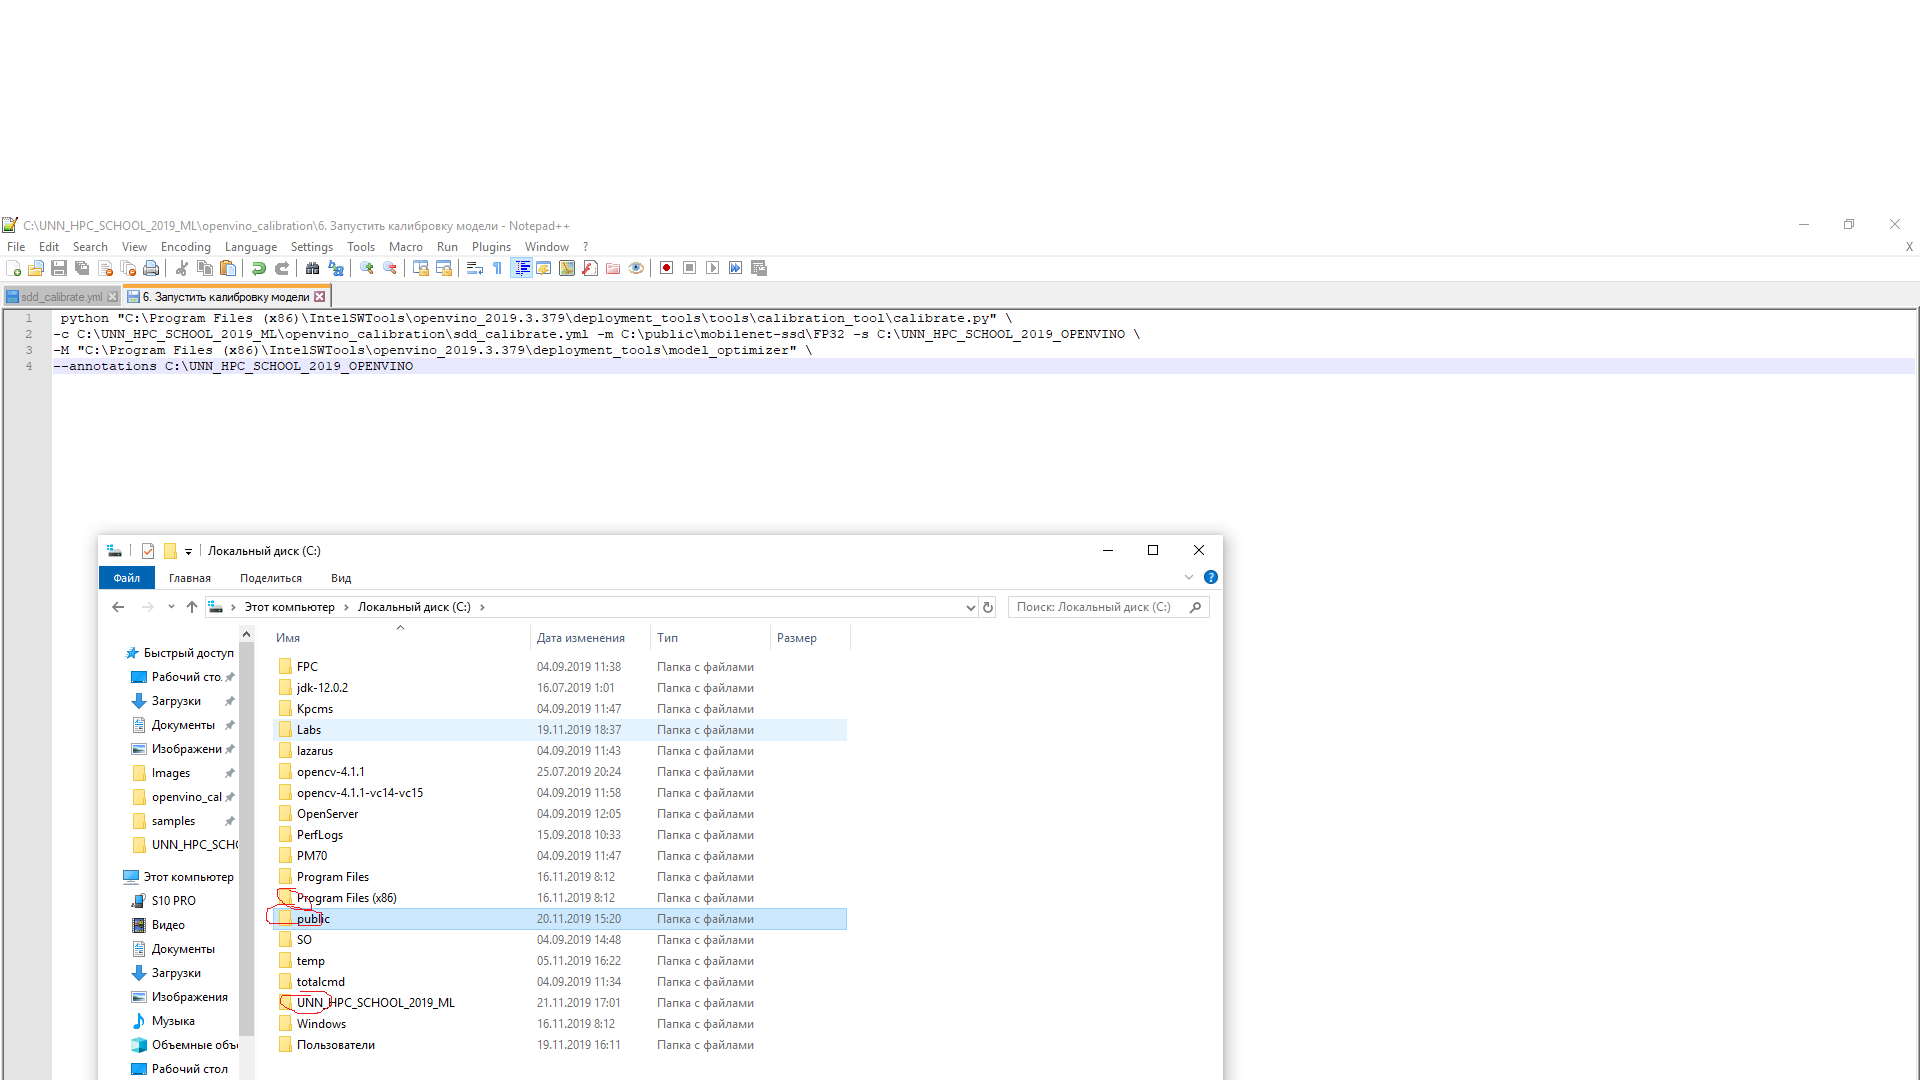 C:\UNN_HPC_SCHOOL_2019_ML\openvino_calibration\6. Запустить калибровку модели - Notepad++
File Edit Search View Encoding Language Settings Tools Macro Run Plugins Window ? X
sdd_calibrate.yml 6. Запустить калибровку модели
1 python "C:\Program Files (x86)\IntelSWTools\openvino_2019.3.379\deployment_tools\tools\calibration_tool\calibrate.py" \
2 -c C:\UNN_HPC_SCHOOL_2019_ML\openvino_calibration\sdd_calibrate.yml -m C:\public\mobilenet-ssd\FP32 -s C:\UNN_HPC_SCHOOL_2019_OPENVINO \
3 -M "C:\Program Files (x86)\IntelSWTools\openvino_2019.3.379\deployment_tools\model_optimizer" \
4 --annotations C:\UNN_HPC_SCHOOL_2019_OPENVINO
Локальный диск (C:)
Файл Главная Поделиться Вид
Этот компьютер Локальный диск (C:) Поиск: Локальный диск (C:)
Имя Дата изменения Тип Размер
Быстрый доступ
Рабочий сто.
Загрузки
Документы
Изображени
Images
openvino_cal
samples
UNN_HPC_SCHO
Этот компьютер
S10 PRO
Видео
Документы
Загрузки
Изображения
Музыка
Объемные объ
Рабочий стол
FPC 04.09.2019 11:38 Папка с файлами
jdk-12.0.2 16.07.2019 1:01 Папка с файлами
Kpcms 04.09.2019 11:47 Папка с файлами
Labs 19.11.2019 18:37 Папка с файлами
lazarus 04.09.2019 11:43 Папка с файлами
opencv-4.1.1 25.07.2019 20:24 Папка с файлами
opencv-4.1.1-vc14-vc15 04.09.2019 11:58 Папка с файлами
OpenServer 04.09.2019 12:05 Папка с файлами
PerfLogs 15.09.2018 10:33 Папка с файлами
PM70 04.09.2019 11:47 Папка с файлами
Program Files 16.11.2019 8:12 Папка с файлами
Program Files (x86) 16.11.2019 8:12 Папка с файлами
public 20.11.2019 15:20 Папка с файлами
SO 04.09.2019 14:48 Папка с файлами
temp 05.11.2019 16:22 Папка с файлами
totalcmd 04.09.2019 11:34 Папка с файлами
UNN_HPC_SCHOOL_2019_ML 21.11.2019 17:01 Папка с файлами
Windows 16.11.2019 8:12 Папка с файлами
Пользователи 19.11.2019 16:11 Папка с файлами